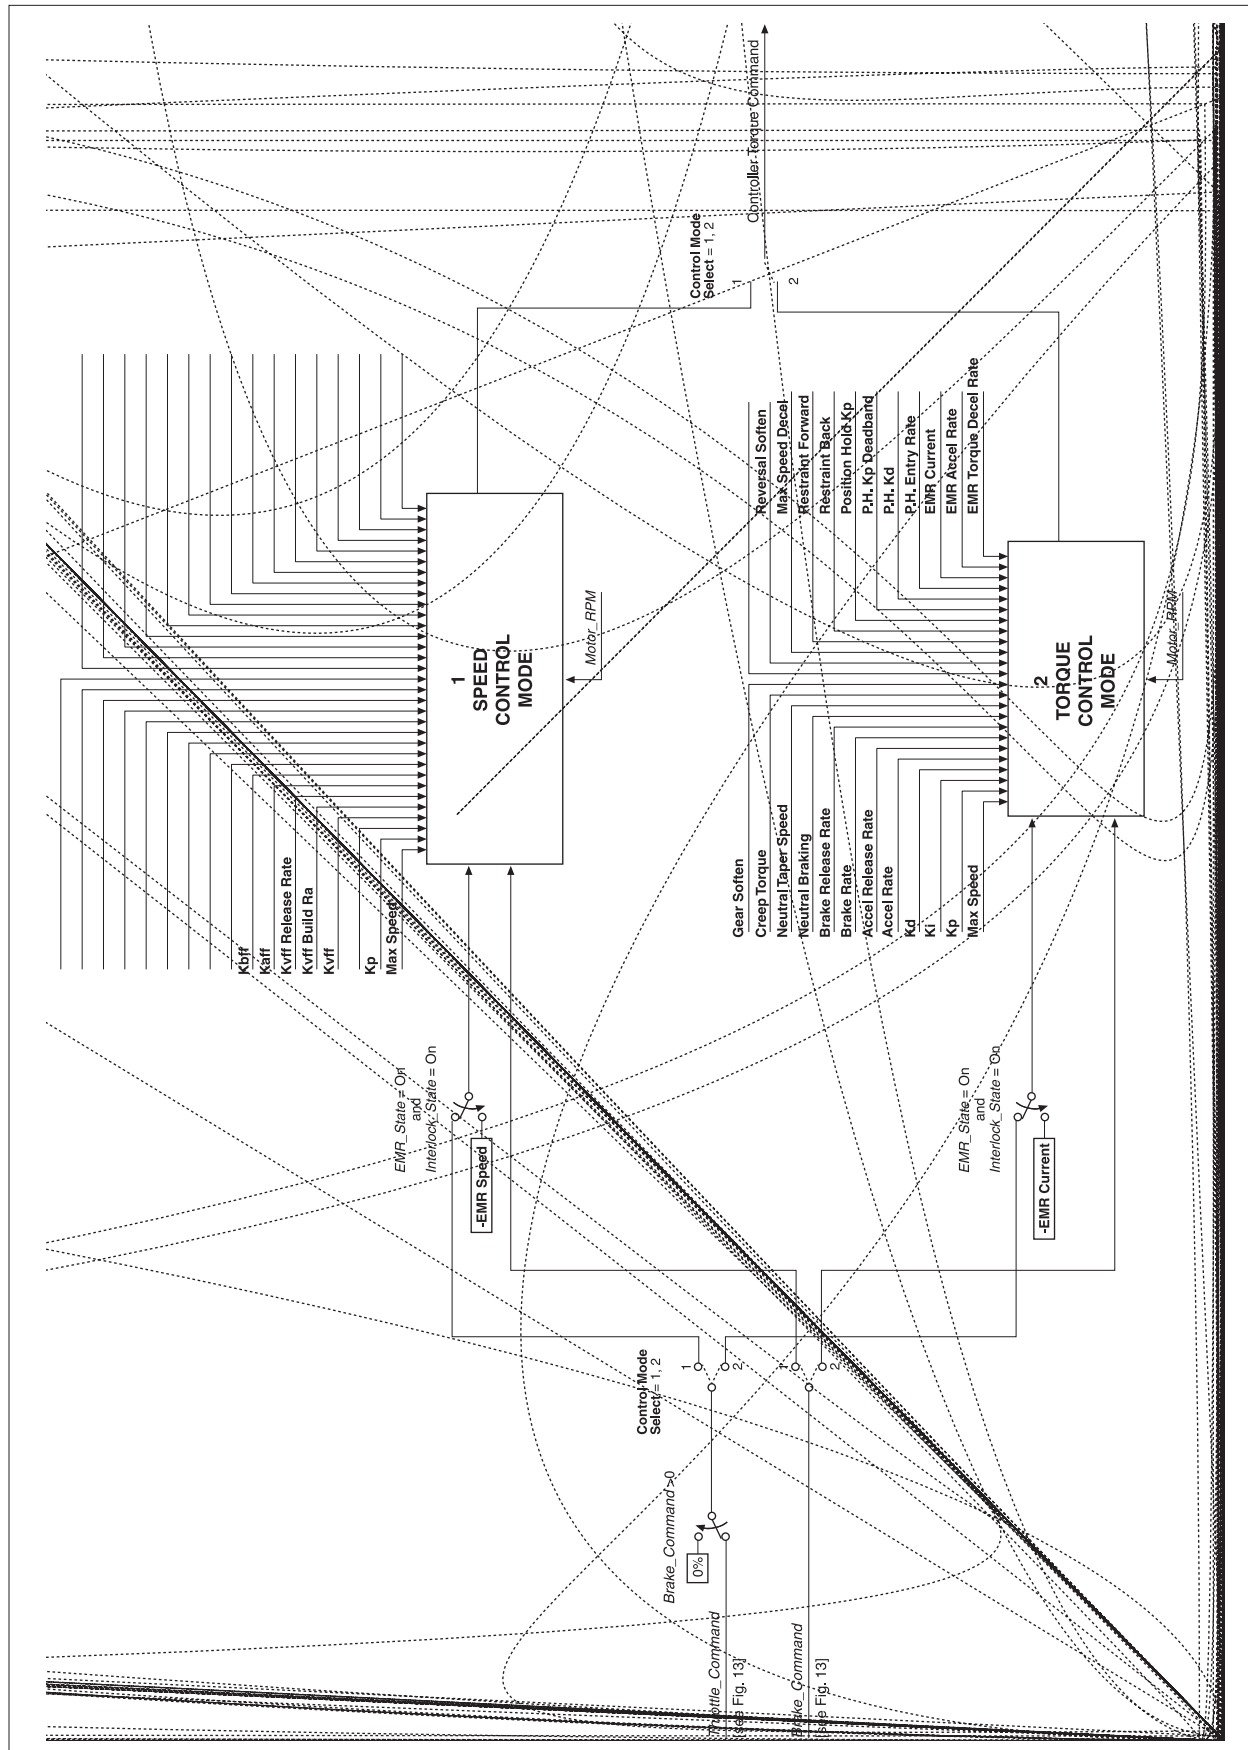 Throttle_Command
[see Fig. 13]
Brake_Command
[see Fig. 13]
0%
Brake_Command >0
Control Mode
Select = 1, 2
1
2
1
2
EMR_State = On
and
Interlock_State = On
-EMR Speed
EMR_State = On
and
Interlock_State = On
-EMR Current
Kbff
Kaff
Kvff Release Rate
Kvff Build Ra
Kvff
Kp
Max Speed
1
SPEED
CONTROL
MODE
Motor_RPM
Gear Soften
Creep Torque
Neutral Taper Speed
Neutral Braking
Brake Release Rate
Brake Rate
Accel Release Rate
Accel Rate
Kd
Ki
Kp
Max Speed
Reversal Soften
Max Speed Decel
Restraint Forward
Restraint Back
Position Hold Kp
P.H. Kp Deadband
P.H. Kd
P.H. Entry Rate
EMR Current
EMR Accel Rate
EMR Torque Decel Rate
2
TORQUE
CONTROL
MODE
Motor_RPM
Control Mode
Select = 1, 2
1
2
Controller Torque Command